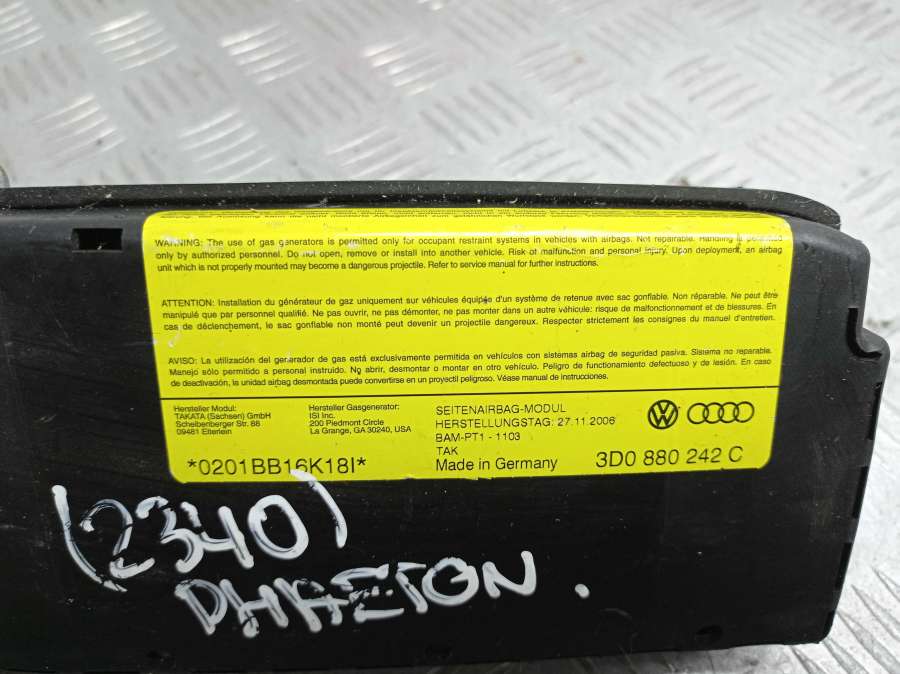 WARNING: The use of gas generators is permitted only for occupant restraint systems in vehicles with airbags. Not reparable. Handling is permitted
only by authorized personnel. Do not open, remove or install into another vehicle. Risk of malfunction and personal injury. Upon deployment, an airbag
unit which is not properly mounted may become a dangerous projectile. Refer to service manual for further instructions.
ATTENTION: Installation du générateur de gaz uniquement sur véhicules équipés d'un système de retenue avec sac gonflable. Non réparable. Ne peut être
manipulé que par personnel qualifié. Ne pas ouvrir, ne pas démonter, ne pas monter dans un autre véhicule: risque de malfonctionnement et de blessures. En
cas de déclenchement, le sac gonflable non monté peut devenir un projectile dangereux. Respecter strictement les consignes du manuel d'entretien.
AVISO: La utilización del generador de gas está exclusivamente permitida en vehículos con sistemas airbag de seguridad pasiva. Sistema no reparable.
Manejo sólo permitido a personal instruido. No abrir, desmontar o montar en otro vehículo. Peligro de funcionamiento defectuoso y de lesión. En caso
de deactivación, la unidad airbag desmontada puede convertirse en un proyectil peligroso. Véase manual de instrucciones.
Hersteller Modul:
TAKATA (Sachsen) GmbH
Scheibenberger Str. 88
09481 Elterlein
Hersteller Gasgenerator:
ISI Inc.
200 Piedmont Circle
La Grange, GA 30240, USA
*0201BB16K18I*
SEITENAIRBAG-MODUL
HERSTELLUNGSTAG: 27.11.2006
BAM-PT1 - 1103
TAK
Made in Germany
3D0 880 242 C
(2340)
PHAETON.